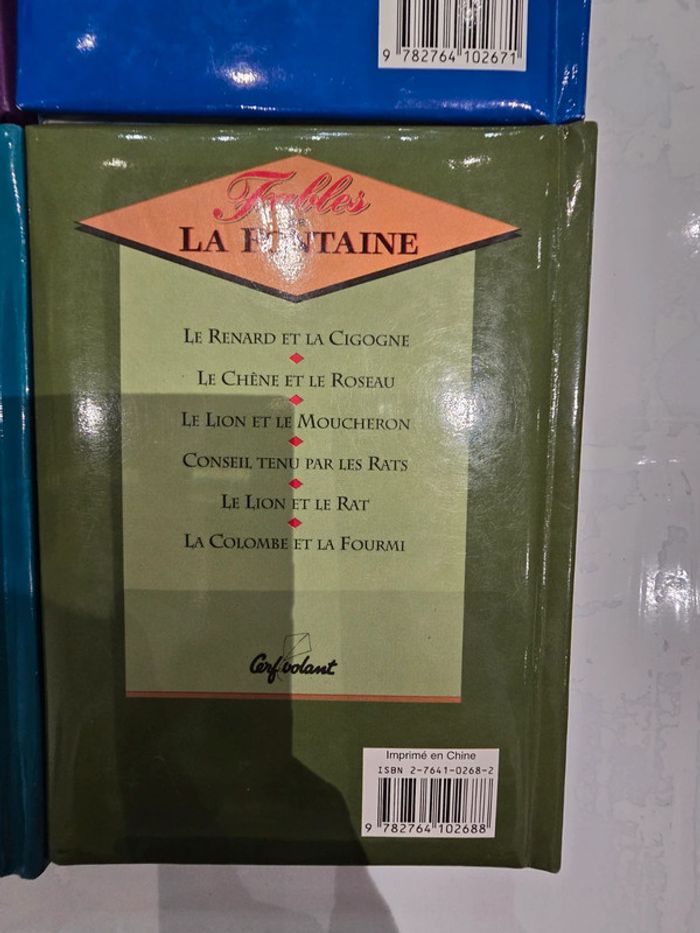 9 782764 102671
Fables
LA FONTAINE
LE RENARD ET LA CIGOGNE
LE CHÊNE ET LE ROSEAU
LE LION ET LE MOUCHERON
CONSEIL TENU PAR LES RATS
LE LION ET LE RAT
LA COLOMBE ET LA FOURMI
Cerf volant
Imprimé en Chine
ISBN 2-7641-0268-2
9 782764 102688